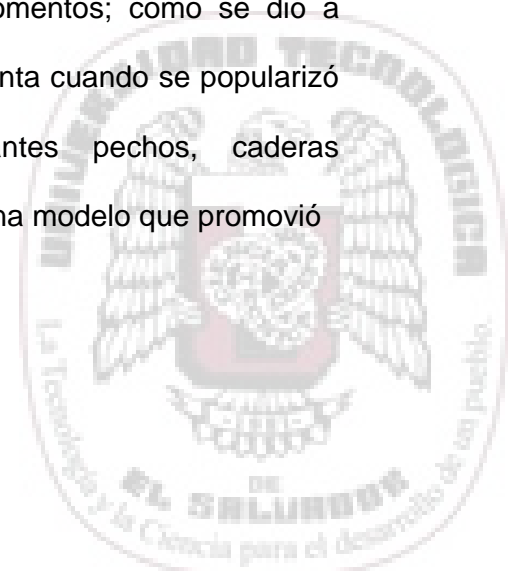 omentos; como se dió a
nta cuando se popularizó
antes pechos, caderas
na modelo que promovió
UNIVERSIDAD TECNOLOGICA
DE
EL SALVADOR
La Tecnología y la Ciencia para el desarrollo de un pueblo.